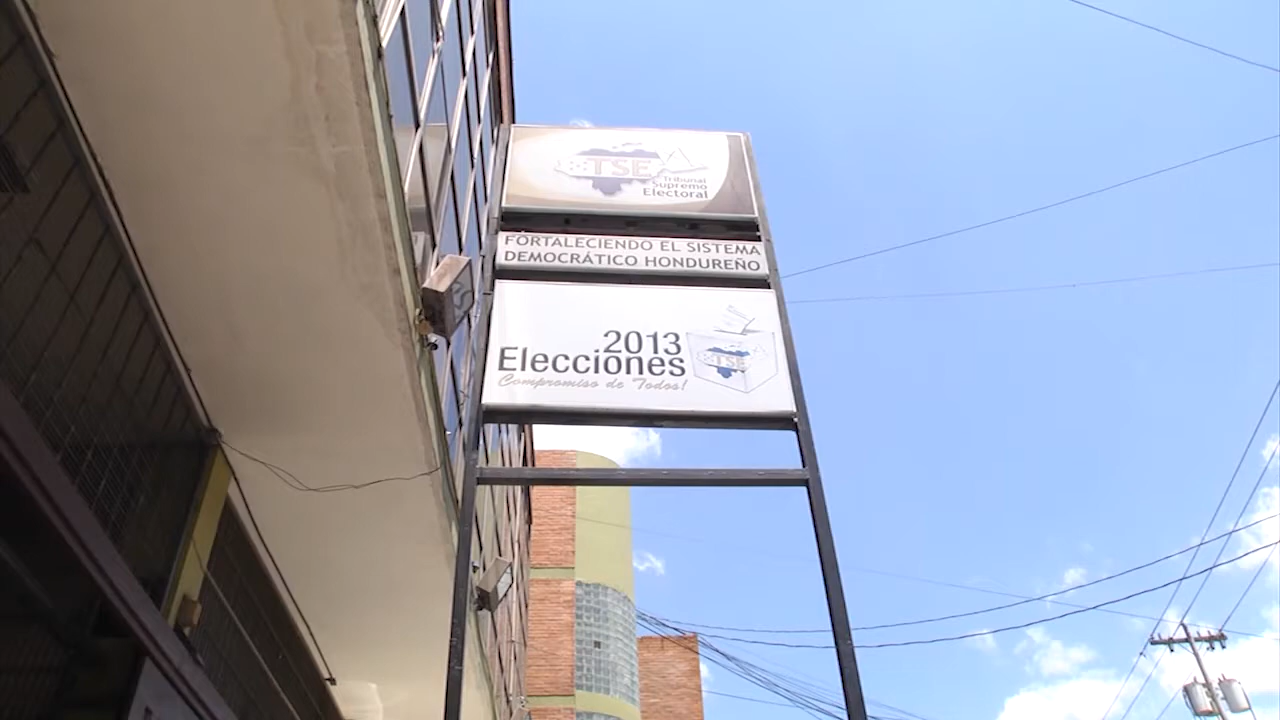 TSE
Tribunal
Supremo
Electoral
FORTALECIENDO EL SISTEMA
DEMOCRÁTICO HONDUREÑO
2013
Elecciones
Compromiso de Todos!
TSE